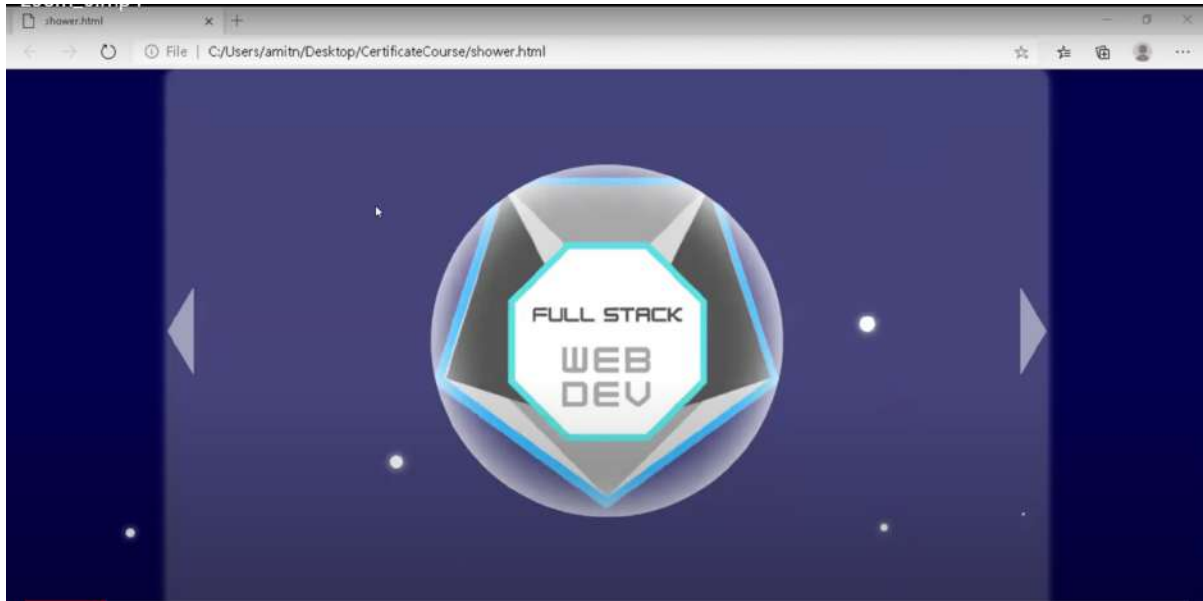 shower.html
File | C:/Users/amitn/Desktop/CertificateCourse/shower.html
FULL STACK
WEB
DEV